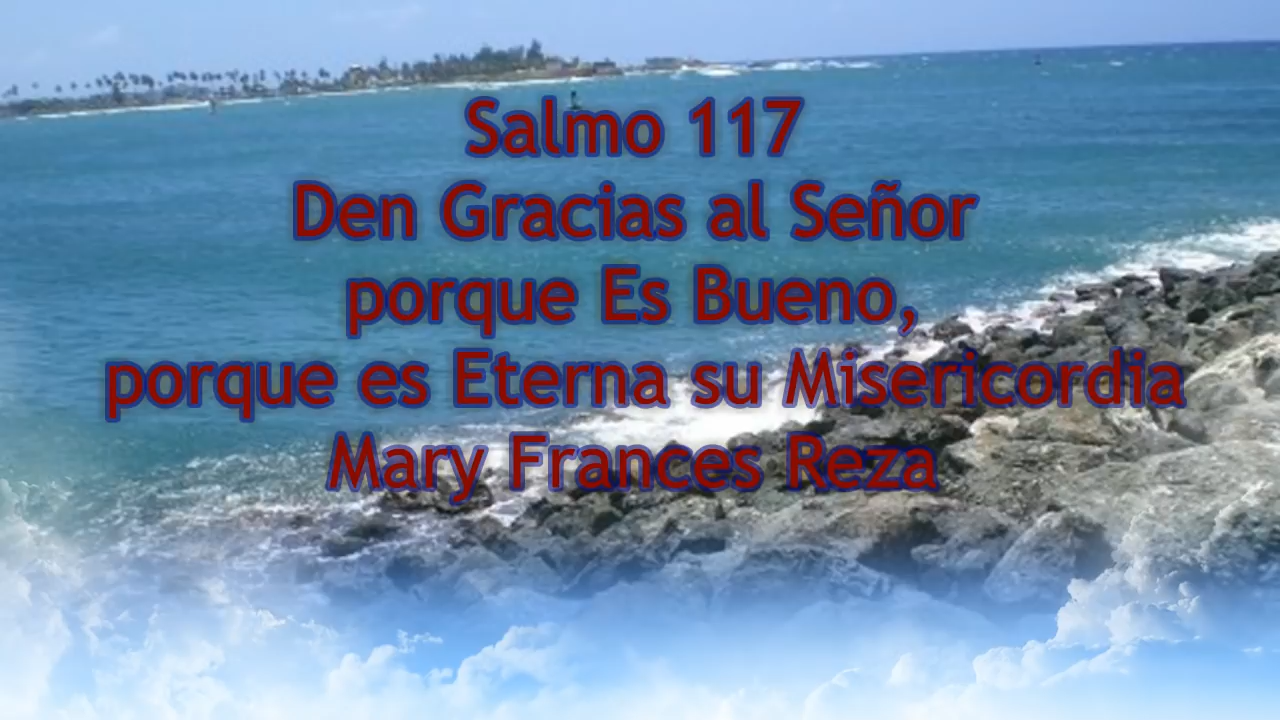 Salmo 117
Den Gracias al Señor
porque Es Bueno,
porque es Eterna su Misericordia
Mary Frances Reza